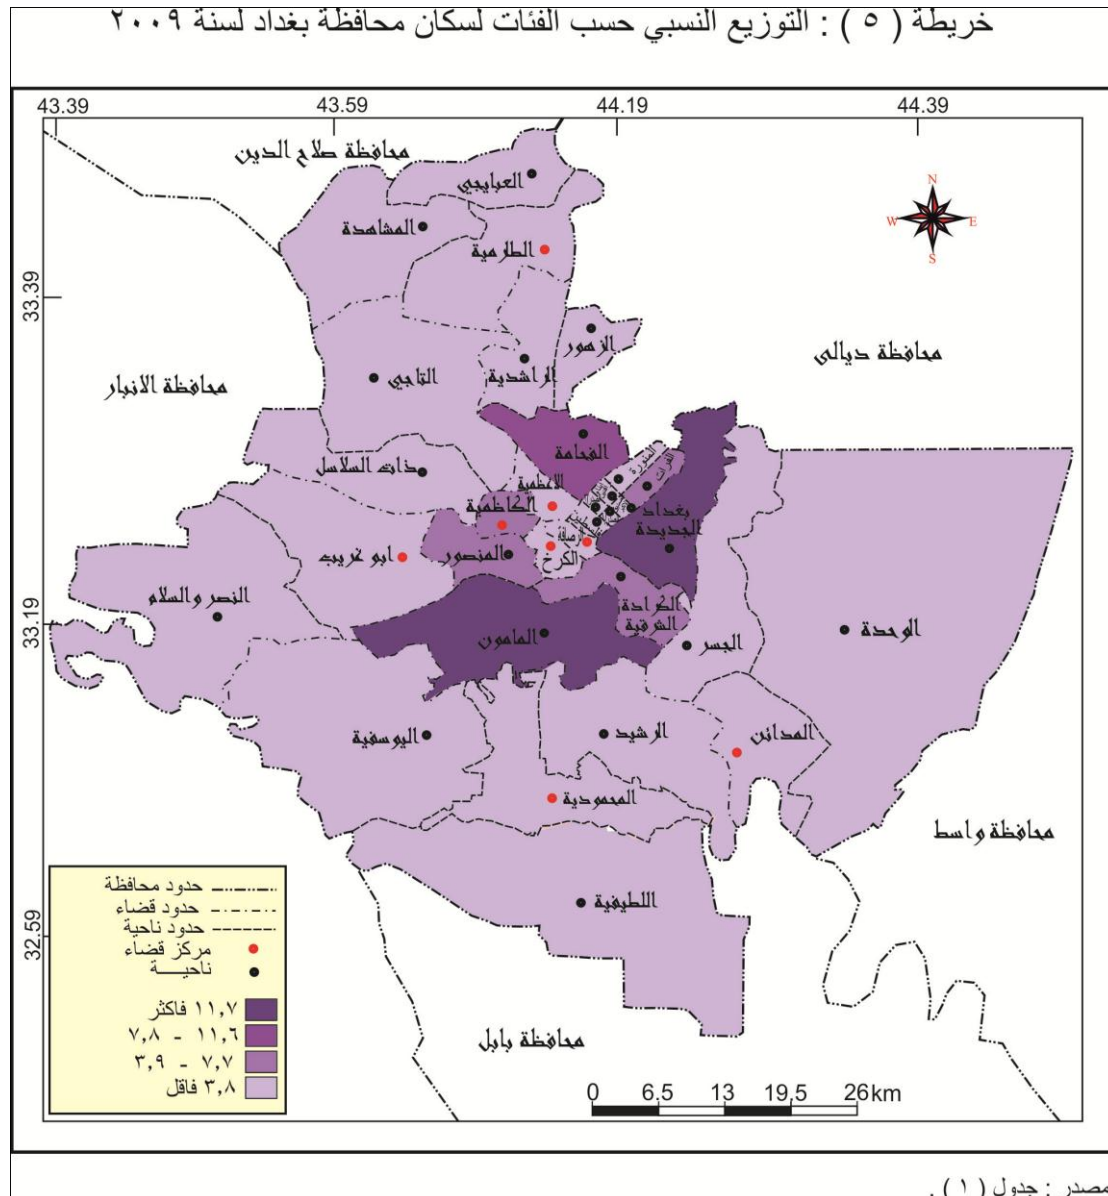 خريطة ( ٥ ) : التوزيع النسبي حسب الفئات لسكان محافظة بغداد لسنة ٢٠٠٩
43.39
43.59
44.19
44.39
محافظة صلاح الدين
العبايجي
المشاهدة
الطارمية
N
W
E
S
33.39
الزهور
محافظة ديالى
الراشدية
التاجي
محافظة الانبار
الفحامة
ذات السلاسل
الاعظمية
الكاظمية
بغداد
الجديدة
رصافة
الكرخ
المنصور
ابو غريب
النصر والسلام
33.19
الكرادة
الشرقية
المامون
الجسر
الوحدة
المدائن
الرشيد
اليوسفية
المحمودية
محافظة واسط
اللطيفية
32.59
محافظة بابل
حدود محافظة
حدود قضاء
حدود ناحية
مركز قضاء
ناحيـــــة
١١,٧ فاكثر
٧,٨ - ١١,٦
٣,٩ - ٧,٧
٣,٨ فاقل
0 6.5 13 19.5 26km
مصدر : جدول ( ١ ) .